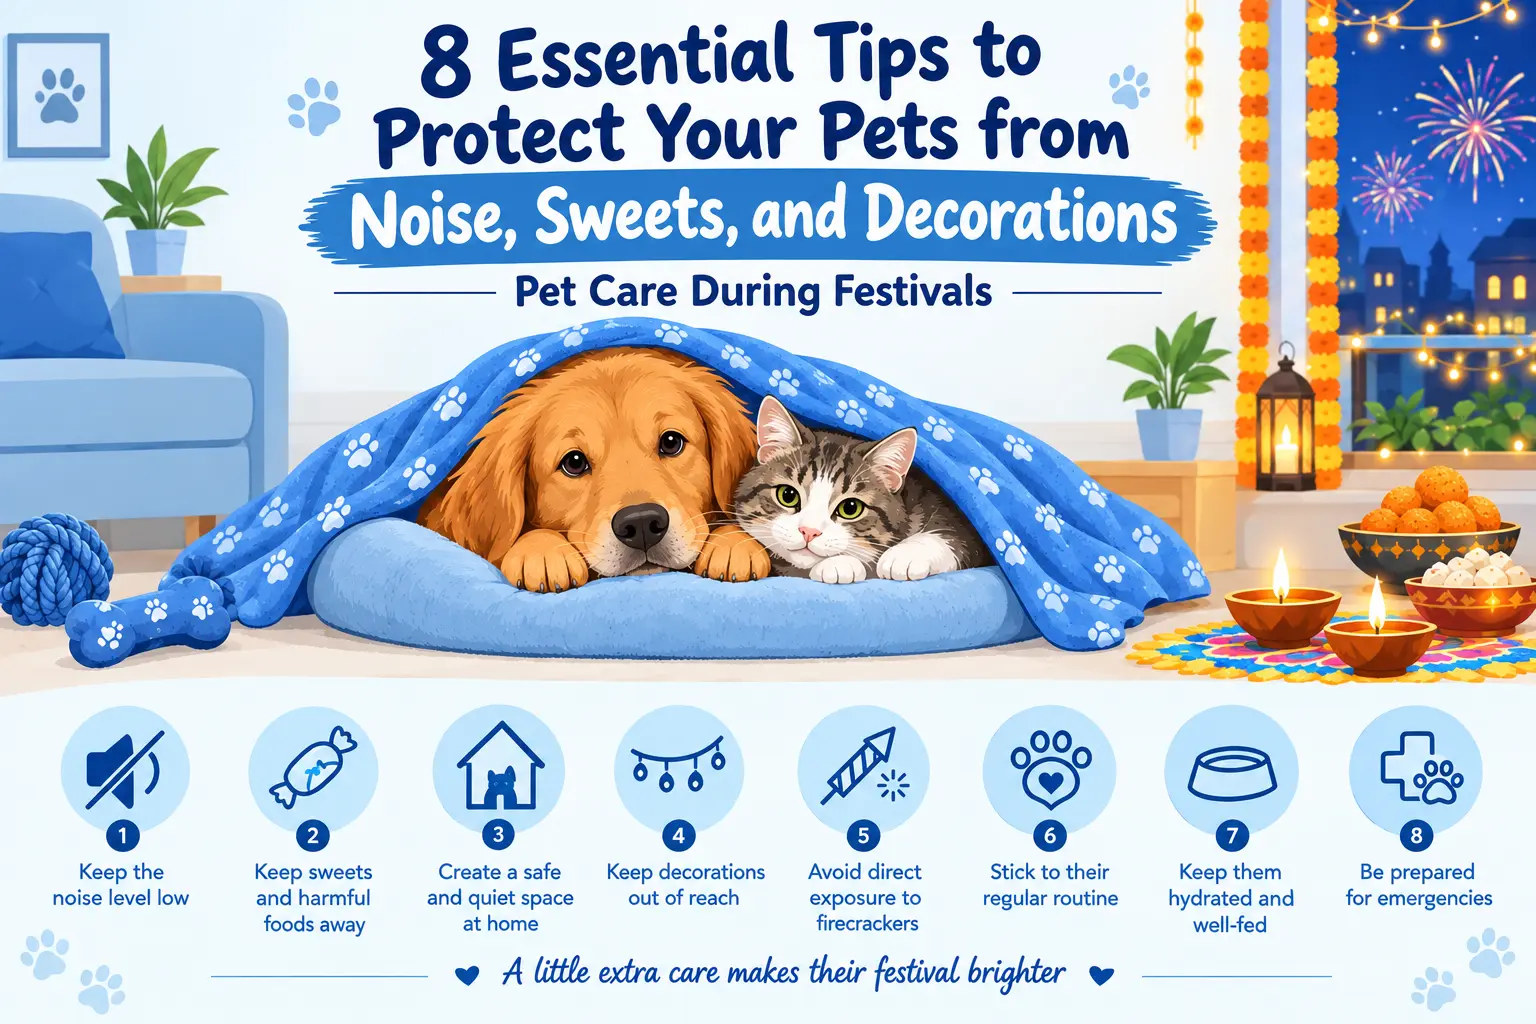 8 Essential Tips to
Protect Your Pets from
Noise, Sweets, and Decorations
Pet Care During Festivals
1
Keep the
noise level low
2
Keep sweets
and harmful
foods away
3
Create a safe
and quiet space
at home
4
Keep decorations
out of reach
5
Avoid direct
exposure to
firecrackers
6
Stick to their
regular routine
7
Keep them
hydrated and
well-fed
8
Be prepared
for emergencies
A little extra care makes their festival brighter